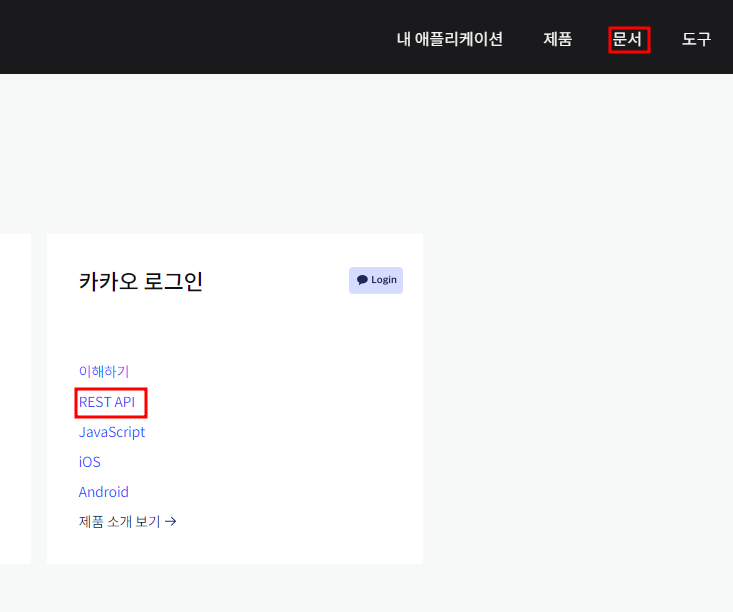 내 애플리케이션 제품 문서 도구
카카오 로그인
Login
이해하기
REST API
JavaScript
iOS
Android
제품 소개 보기 →